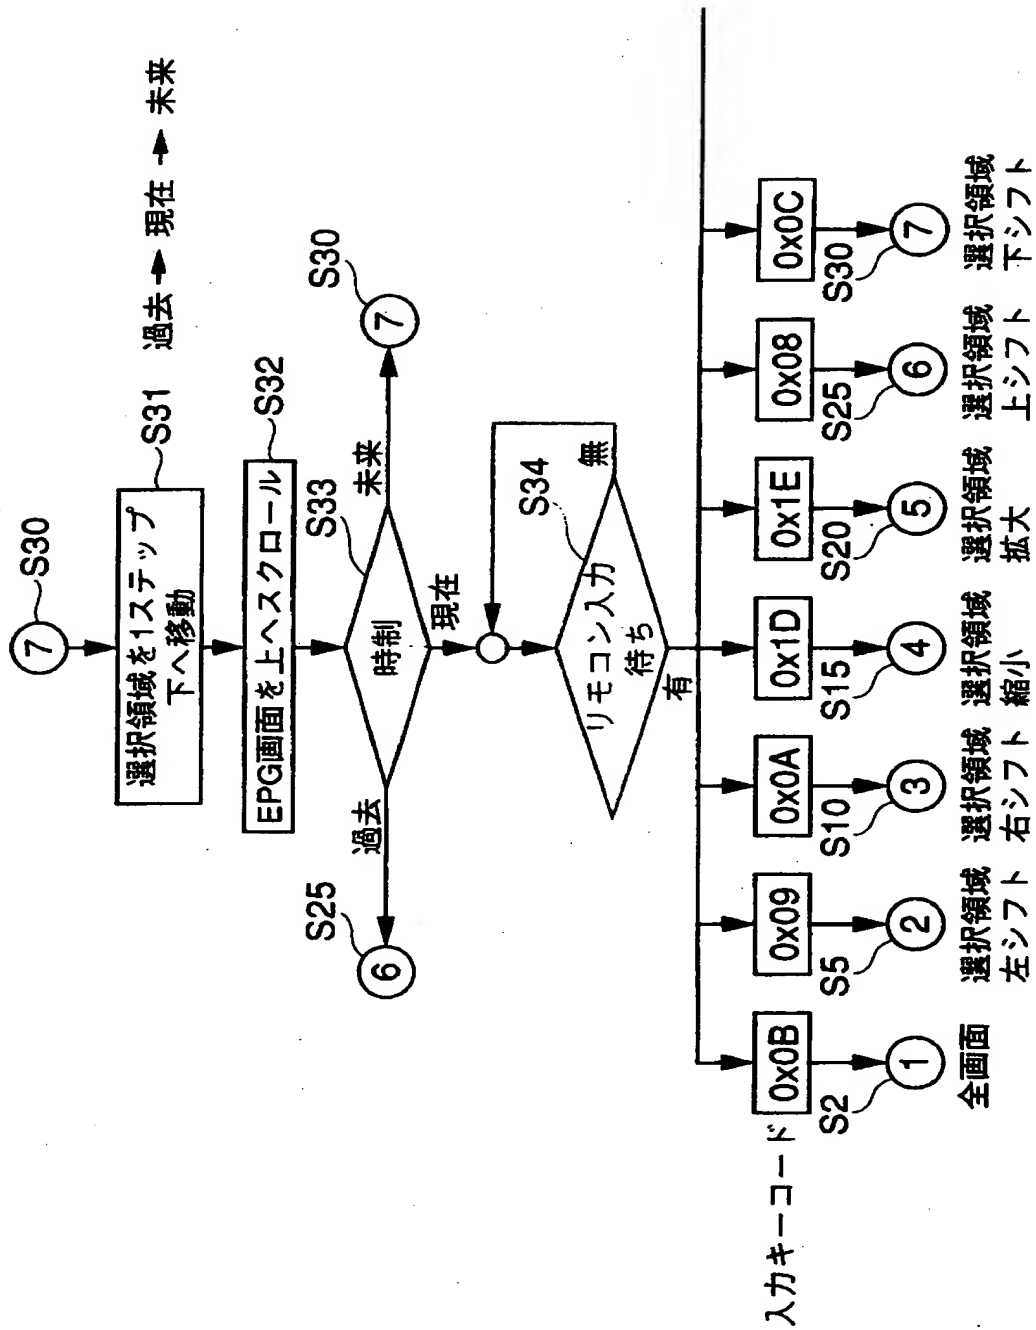 7
S30
選択領域を1ステップ
下へ移動
S31
過去→現在→未来
EPG画面を上へスクロール
S32
時制
S33
過去
S25
6
未来
S30
7
現在
リモコン入力
待ち
S34
無
有
入力キーコード
0x0B
0x09
0x0A
0x1D
0x1E
0x08
0x0C
S2
S5
S10
S15
S20
S25
S30
1
2
3
4
5
6
7
全画面
選択領域
左シフト
選択領域
右シフト
選択領域
縮小
選択領域
拡大
選択領域
上シフト
選択領域
下シフト